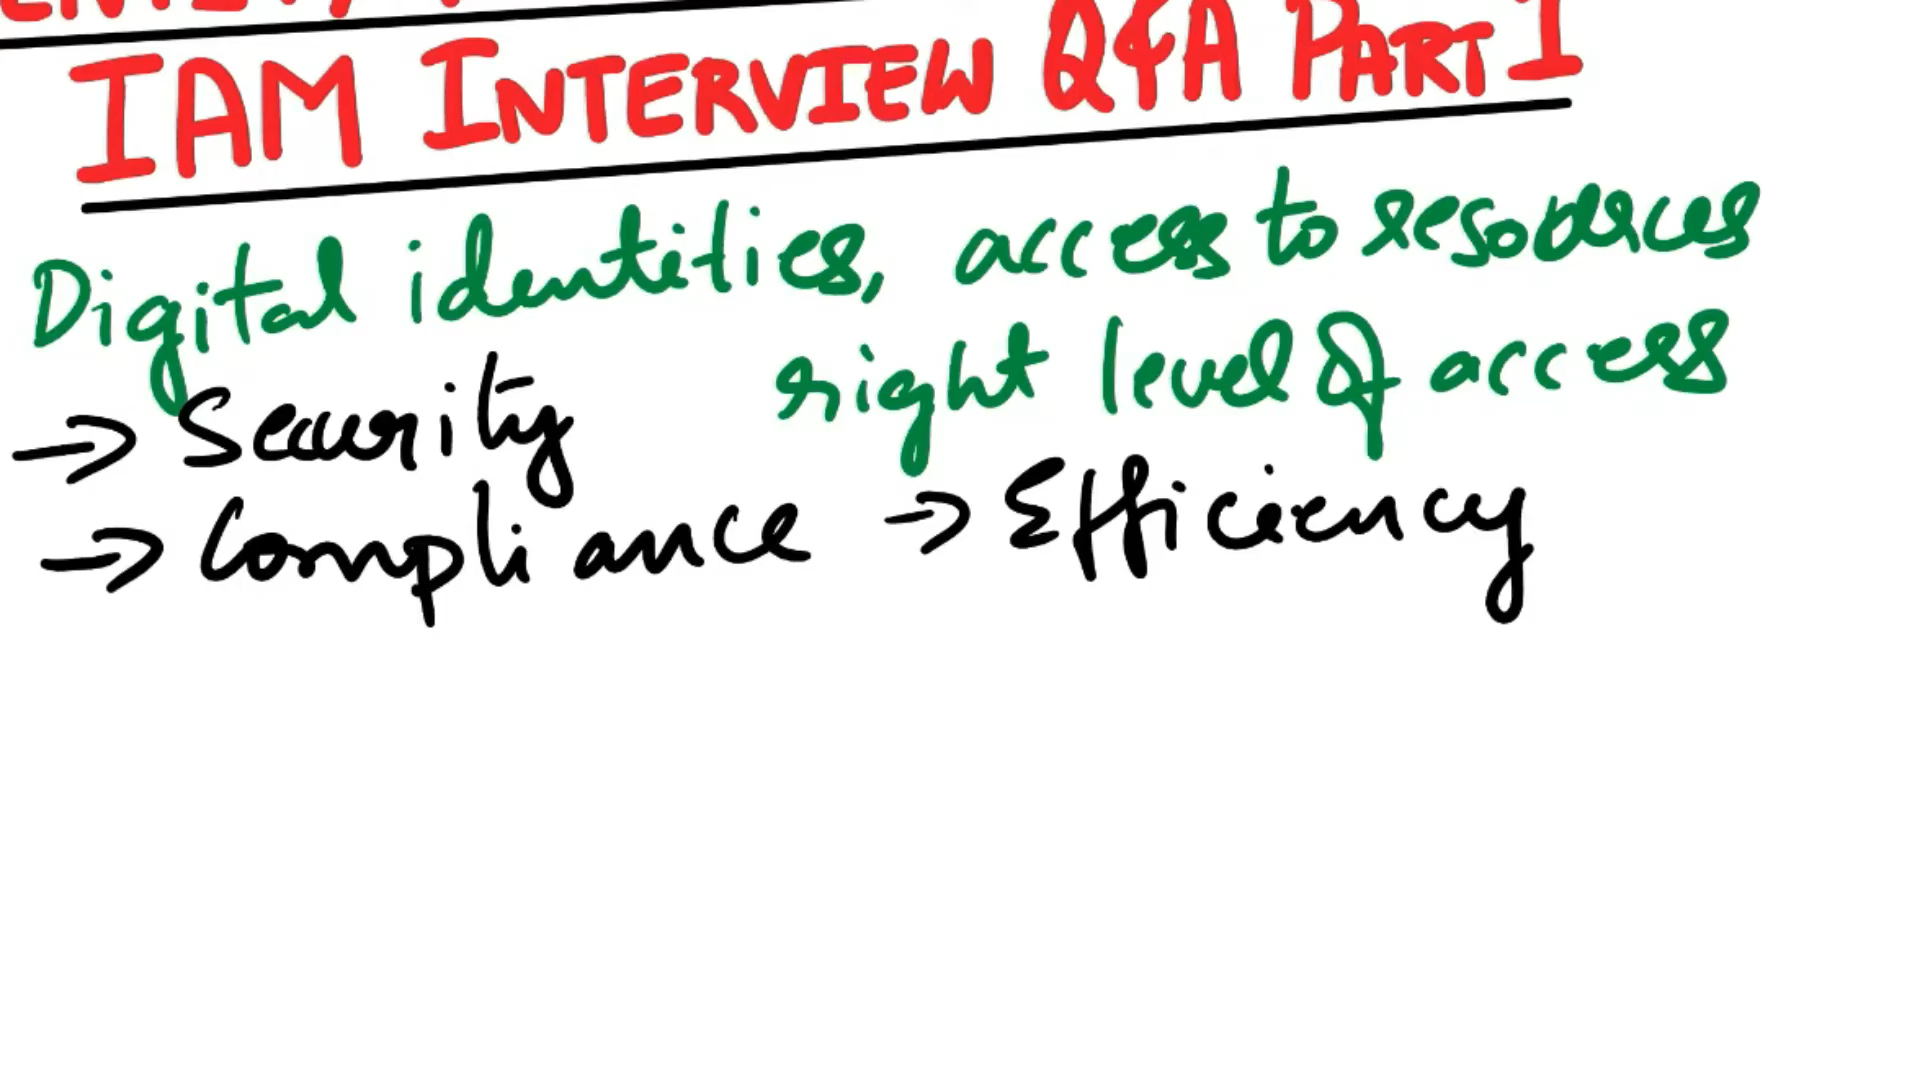 IAM INTERVIEW Q&A PART 1
Digital identities, access to resources
right level of access
→ Security
→ Compliance → Efficiency